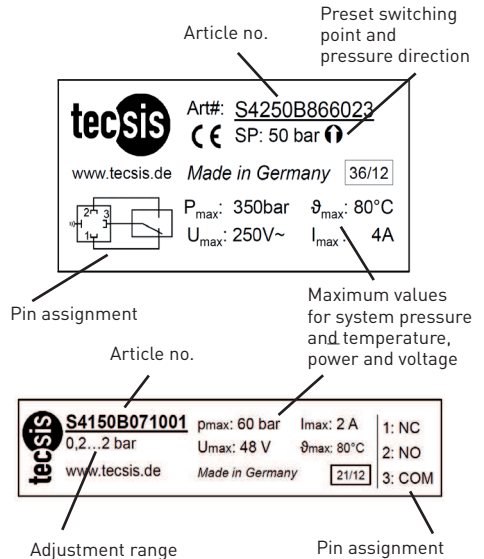 Article no.
Preset switching
point and
pressure direction
tecsis
Art#: S4250B866023
CE SP: 50 bar
www.tecsis.de Made in Germany 36/12
2 3
1
Pmax: 350bar ϑmax: 80°C
Umax: 250V~ Imax: 4A
Pin assignment
Maximum values
for system pressure
and temperature,
power and voltage
Article no.
tecsis
S4150B071001 pmax: 60 bar Imax: 2 A 1: NC
0,2...2 bar Umax: 48 V ϑmax: 80°C 2: NO
www.tecsis.de Made in Germany 21/12 3: COM
Adjustment range
Pin assignment